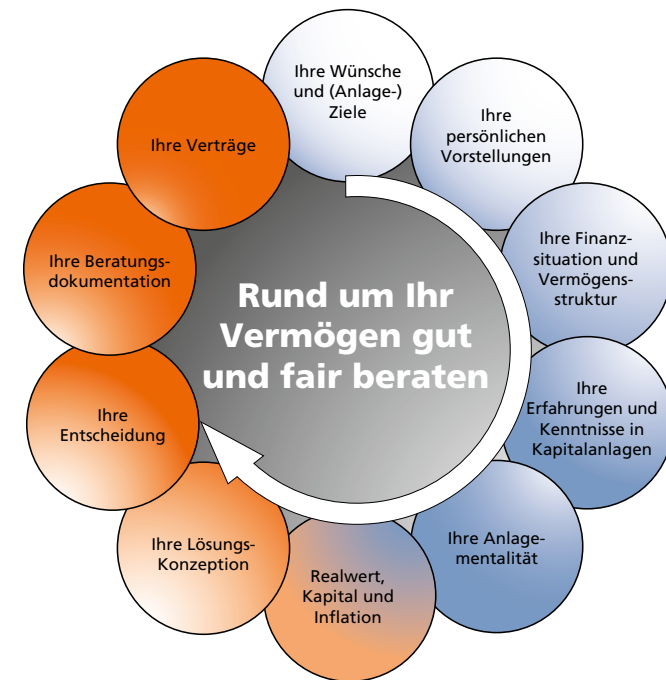 Ihre Wünsche
und (Anlage-)
Ziele
Ihre
persönlichen
Vorstellungen
Ihre Finanz-
situation und
Vermögens-
struktur
Ihre
Erfahrungen und
Kenntnisse in
Kapitalanlagen
Ihre Anlage-
mentalität
Realwert,
Kapital und
Inflation
Ihre Lösungs-
Konzeption
Ihre
Entscheidung
Ihre Beratungs-
dokumentation
Ihre Verträge
Rund um Ihr
Vermögen gut
und fair beraten